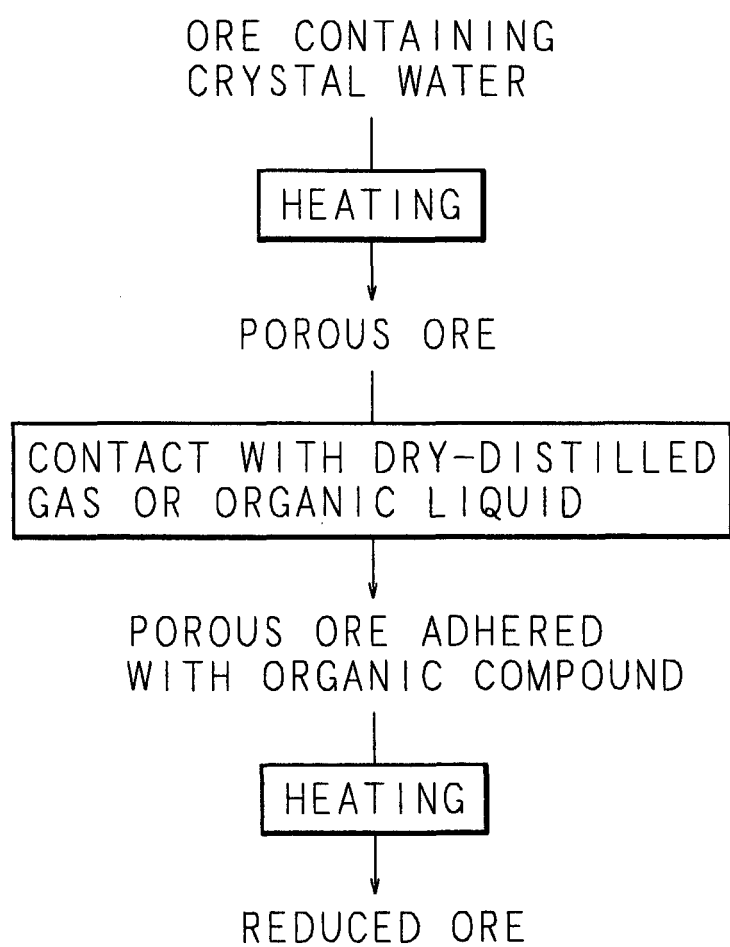 ORE CONTAINING
CRYSTAL WATER
HEATING
POROUS ORE
CONTACT WITH DRY-DISTILLED
GAS OR ORGANIC LIQUID
POROUS ORE ADHERED
WITH ORGANIC COMPOUND
HEATING
REDUCED ORE